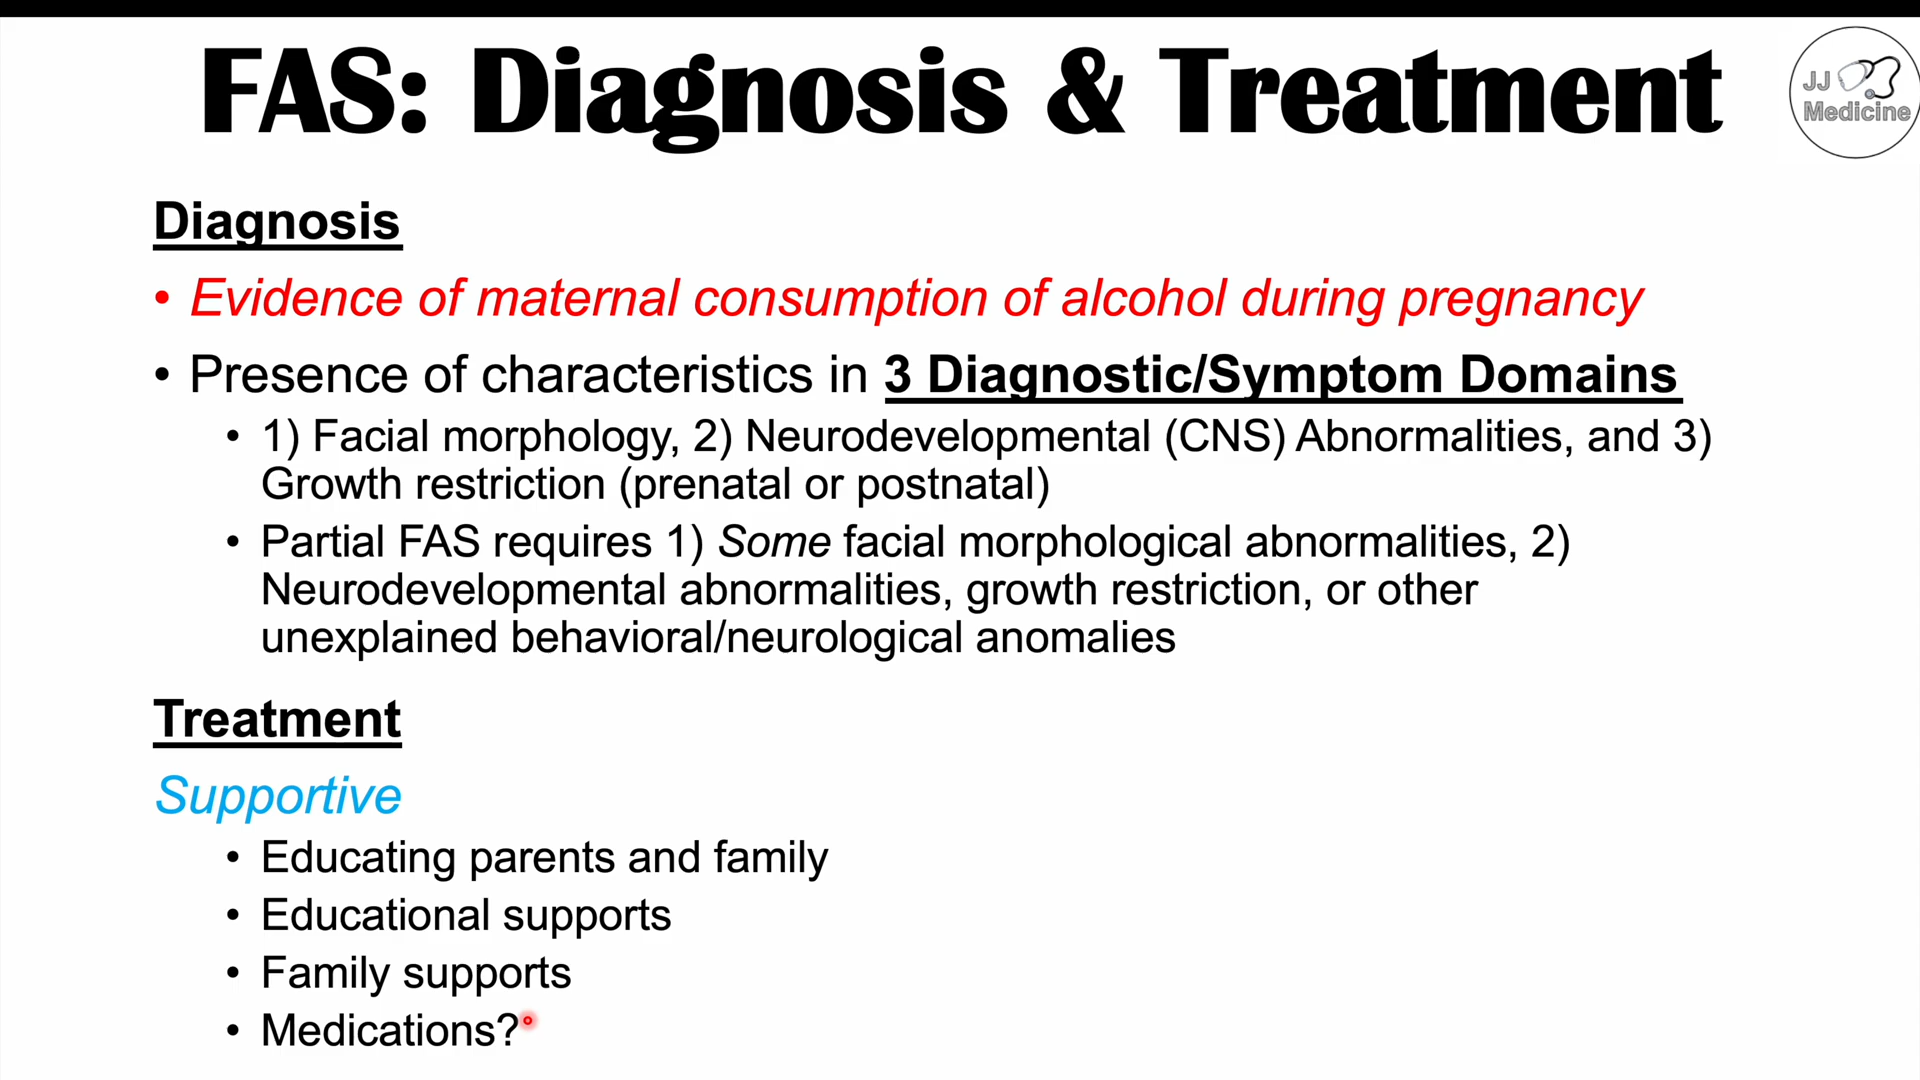 FAS: Diagnosis & Treatment
JJ
Medicine
Diagnosis
• Evidence of maternal consumption of alcohol during pregnancy
• Presence of characteristics in 3 Diagnostic/Symptom Domains
• 1) Facial morphology, 2) Neurodevelopmental (CNS) Abnormalities, and 3)
Growth restriction (prenatal or postnatal)
• Partial FAS requires 1) Some facial morphological abnormalities, 2)
Neurodevelopmental abnormalities, growth restriction, or other
unexplained behavioral/neurological anomalies
Treatment
Supportive
• Educating parents and family
• Educational supports
• Family supports
• Medications?